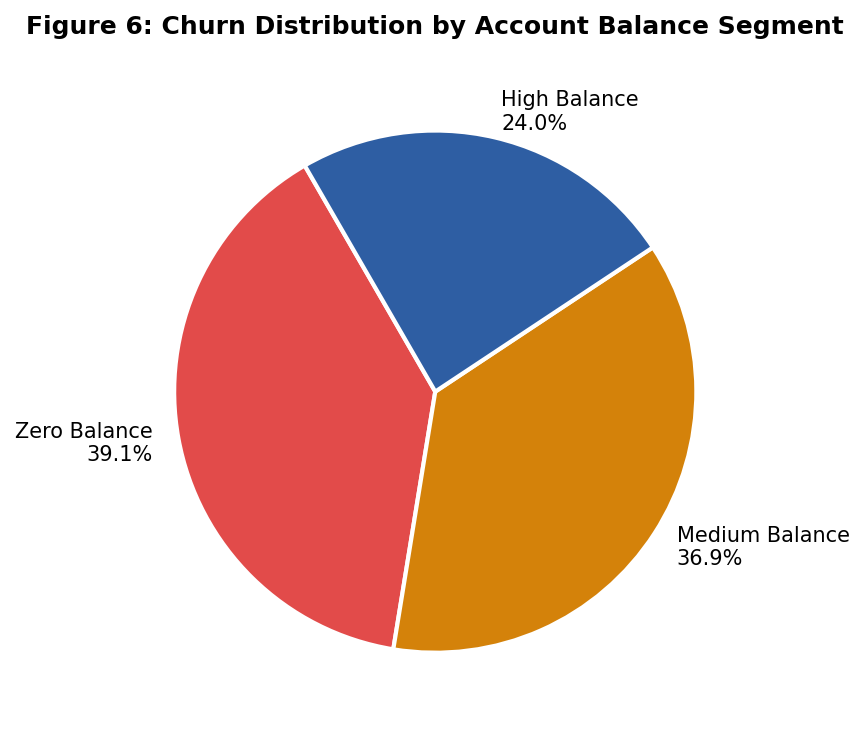 Figure 6: Churn Distribution by Account Balance Segment
High Balance
24.0%
Zero Balance
39.1%
Medium Balance
36.9%